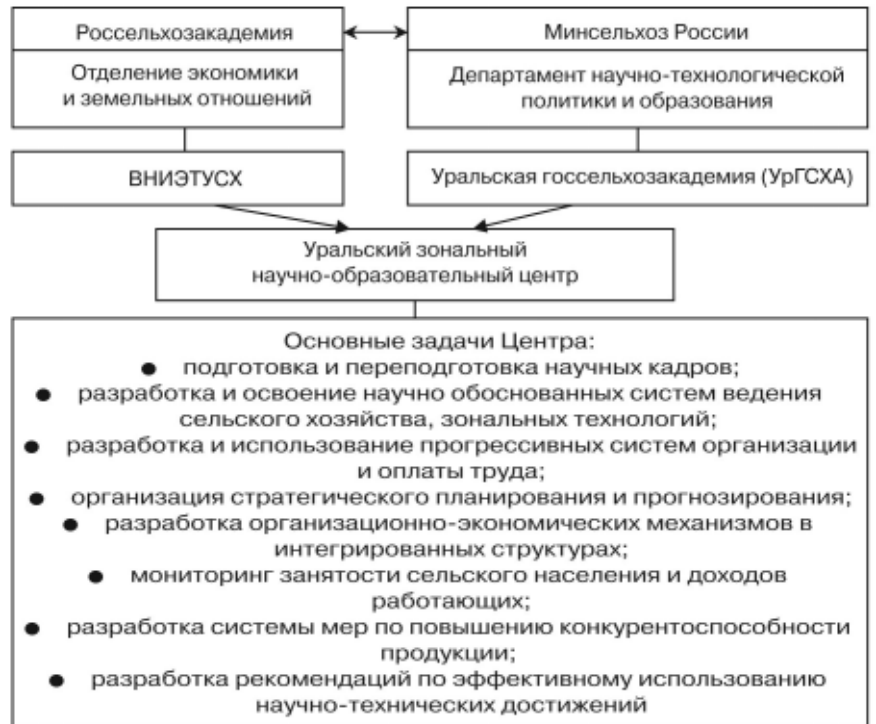 Россельхозакадемия
Минсельхоз России
Отделение экономики
и земельных отношений
Департамент научно-технологической
политики и образования
ВНИЭТУСХ
Уральская госсельхозакадемия (УрГСХА)
Уральский зональный
научно-образовательный центр
Основные задачи Центра:
● подготовка и переподготовка научных кадров;
● разработка и освоение научно обоснованных систем ведения
сельского хозяйства, зональных технологий;
● разработка и использование прогрессивных систем организации
и оплаты труда;
● организация стратегического планирования и прогнозирования;
● разработка организационно-экономических механизмов в
интегрированных структурах;
● мониторинг занятости сельского населения и доходов
работающих;
● разработка системы мер по повышению конкурентоспособности
продукции;
● разработка рекомендаций по эффективному использованию
научно-технических достижений